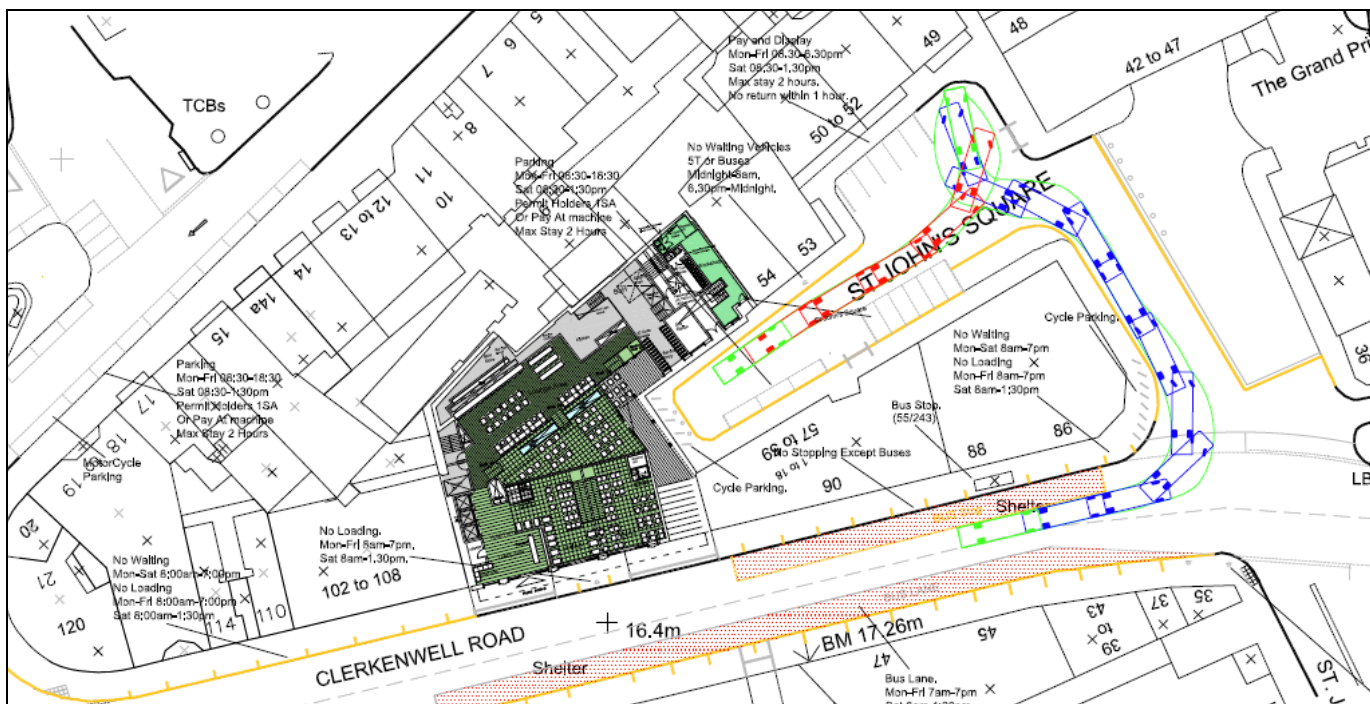 TCBs
5
6
7
8
9
10
11
12 to 13
14
14a
15
17
18
19
20
21
120
114
110
102 to 108
Pay and Display
Mon-Fri 08.30-6.30pm
Sat 08:30-1.30pm
Max stay 2 hours.
No return within 1 hour.
49
48
42 to 47
The Grand Pri
50 to 52
No Waiting Vehicles
5T or Buses
Midnight-8am,
6.30pm-Midnight.
Parking
Mon-Fri 08:30-18:30
Sat 08:30-1:30pm
Permit Holders 1SA
Or Pay At machine
Max Stay 2 Hours
53
54
ST. JOHN'S SQUARE
Cycle Parking.
No Waiting
Mon-Sat 8am-7pm
No Loading
Mon-Fri 8am-7pm
Sat 8am-1:30pm
36
Parking
Mon-Fri 08:30-18:30
Sat 08:30-1:30pm
Permit Holders 1SA
Or Pay At machine
Max Stay 2 Hours
MotorCycle
Parking
Bus Stop.
(55/243)
57 to 59
1 to 18
No Stopping Except Buses
86
88
90
Cycle Parking.
Shelter
LB
No Loading.
Mon-Fri 8am-7pm.
Sat 8am-1.30pm.
No Waiting
Mon-Sat 8:00am-7:00pm
No Loading
Mon-Fri 8:00am-7:00pm
Sat 8:00am-1:30pm
CLERKENWELL ROAD
16.4m
BM 17.26m
Shelter
47
45
43
to
39
37
35
Bus Lane.
Mon-Fri 7am-7pm
ST. J